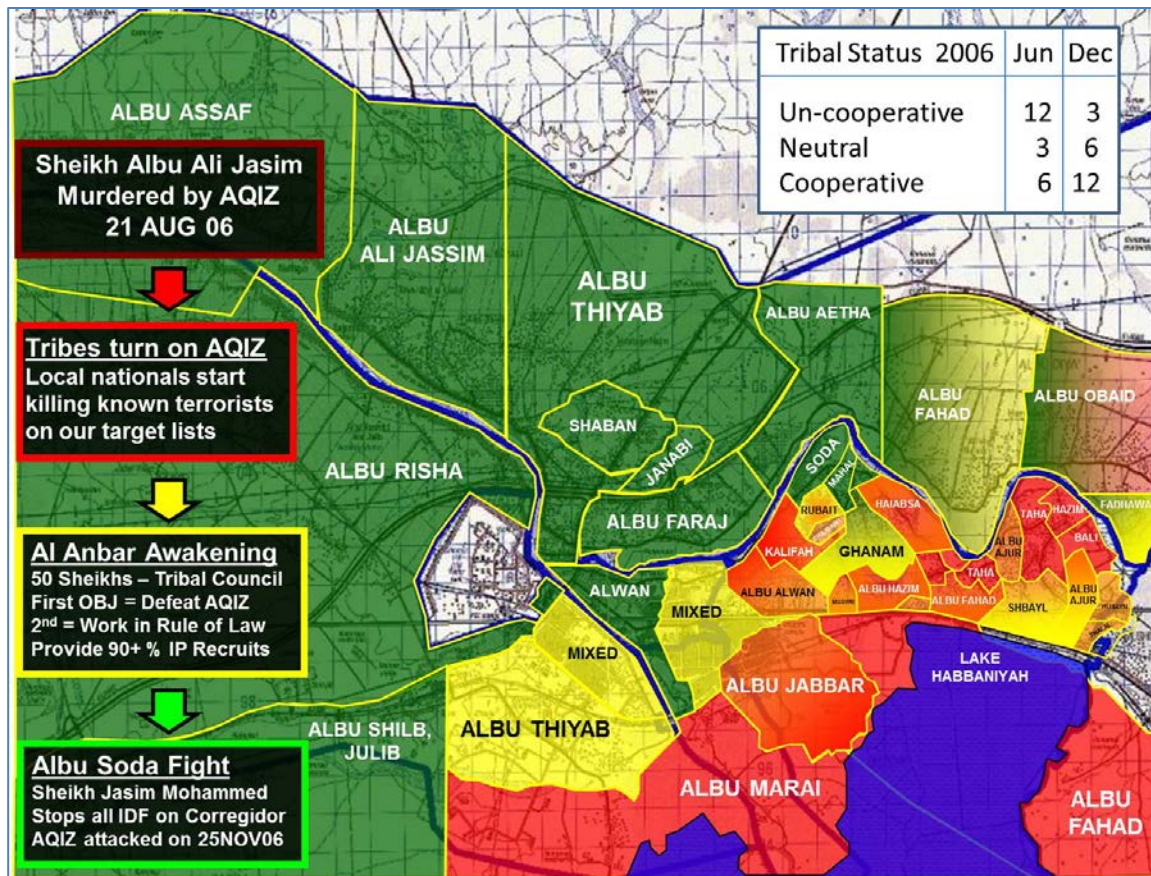 Tribal Status 2006 Jun Dec
Un-cooperative 12 3
Neutral 3 6
Cooperative 6 12
ALBU ASSAF
Sheikh Albu Ali Jasim
Murdered by AQIZ
21 AUG 06
Tribes turn on AQIZ
Local nationals start
killing known terrorists
on our target lists
Al Anbar Awakening
50 Sheikhs – Tribal Council
First OBJ = Defeat AQIZ
2nd = Work in Rule of Law
Provide 90+ % IP Recruits
Albu Soda Fight
Sheikh Jasim Mohammed
Stops all IDF on Corregidor
AQIZ attacked on 25NOV06
ALBU
ALI JASSIM
ALBU
THIYAB
ALBU AETHA
ALBU
FAHAD
ALBU OBAID
SHABAN
JANABI
ALBU RISHA
ALBU FARAJ
SODA
MAHAL
RUBAIT
HAIABSA
KALIFAH
GHANAM
TAHA
HAZIM
BALI
FADHAWA
ALBU
AJUR
TAHA
ALWAN
MIXED
MIXED
ALBU ALWAN
ALBU HAZIM
ALBU FAHAD
SHBAYL
ALBU
AJUR
ALBU JABBAR
LAKE
HABBANIYAH
ALBU SHILB,
JULIB
ALBU THIYAB
ALBU MARAI
ALBU
FAHAD